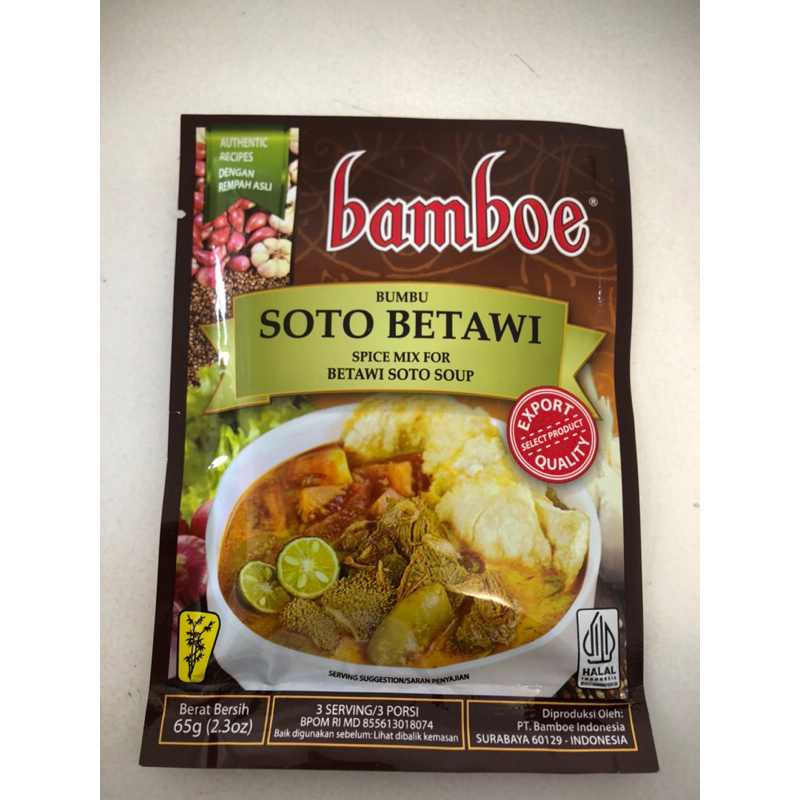 AUTHENTIC
RECIPES
DENGAN
REMPAH ASLI
bamboe®
BUMBU
SOTO BETAWI
SPICE MIX FOR
BETAWI SOTO SOUP
EXPORT
SELECT PRODUCT
QUALITY
SERVING SUGGESTION/SARAN PENYAJIAN
HALAL
INDONESIA
Berat Bersih
65g (2.3oz)
3 SERVING/3 PORSI
BPOM RI MD 855613018074
Baik digunakan sebelum: Lihat dibalik kemasan
Diproduksi Oleh:
PT. Bamboe Indonesia
SURABAYA 60129 - INDONESIA